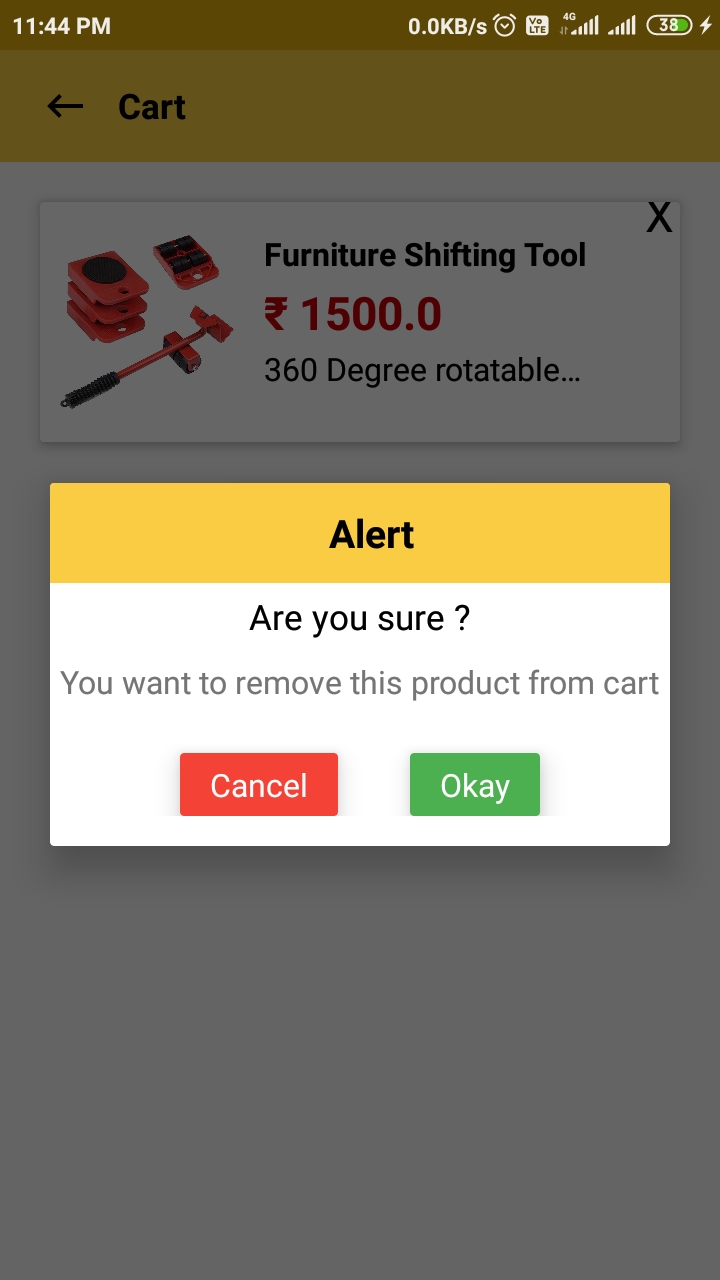 11:44 PM 0.0KB/s Vo LTE 4G 38
Cart
X
Furniture Shifting Tool
₹ 1500.0
360 Degree rotatable...
Alert
Are you sure ?
You want to remove this product from cart
Cancel Okay